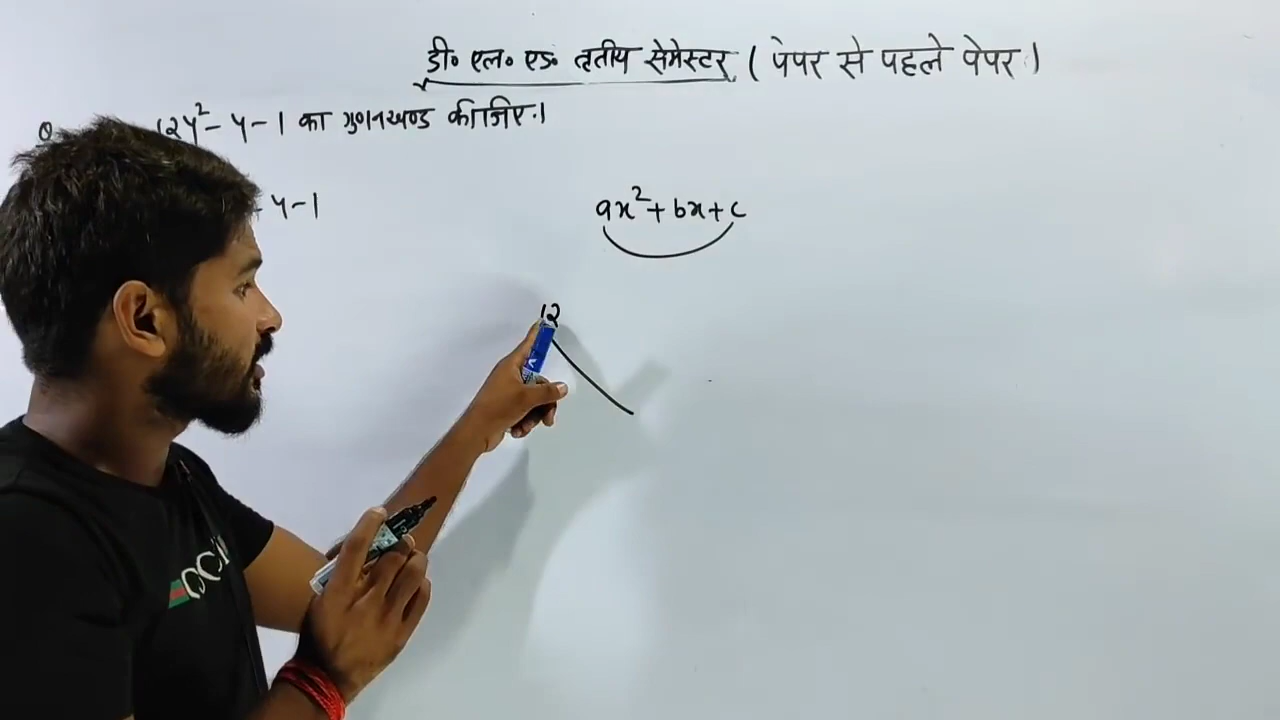 डी० एल० एड० तृतीय सेमेस्टर ( पेपर से पहले पेपर।)
Q 12y² - y - 1 का गुणनखण्ड कीजिए।
y - 1
ax² + bx + c
12